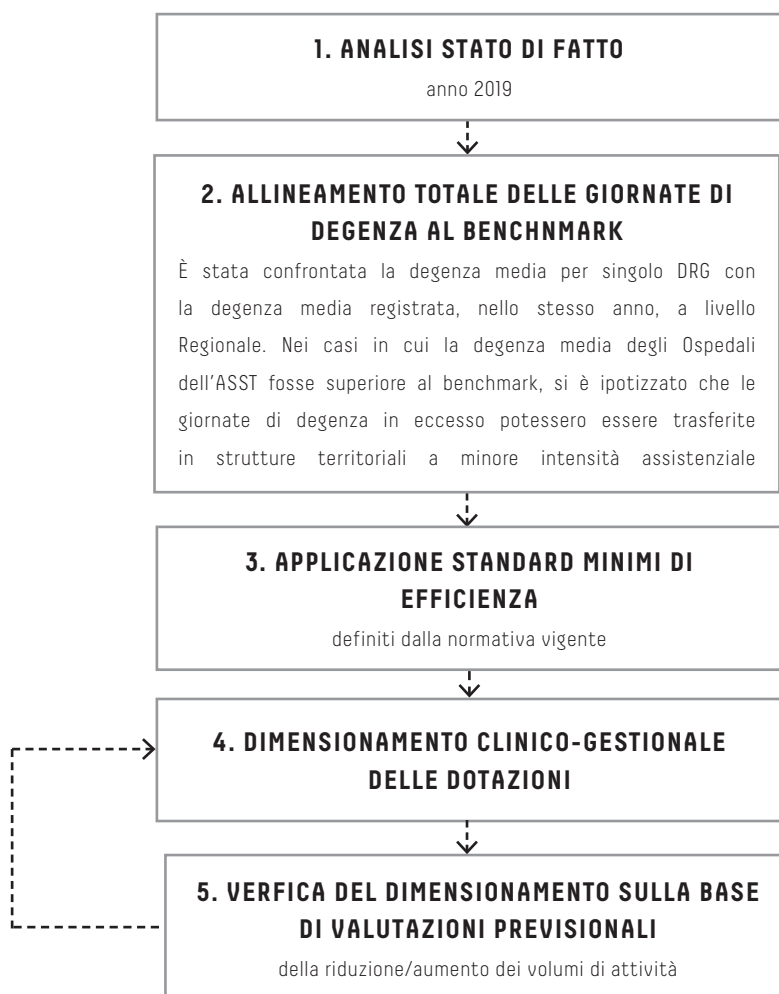 1. ANALISI STATO DI FATTO
anno 2019
2. ALLINEAMENTO TOTALE DELLE GIORNATE DI
DEGENZA AL BENCHNMARK
È stata confrontata la degenza media per singolo DRG con
la degenza media registrata, nello stesso anno, a livello
Regionale. Nei casi in cui la degenza media degli Ospedali
dell'ASST fosse superiore al benchmark, si è ipotizzato che le
giornate di degenza in eccesso potessero essere trasferite
in strutture territoriali a minore intensità assistenziale
3. APPLICAZIONE STANDARD MINIMI DI
EFFICIENZA
definiti dalla normativa vigente
4. DIMENSIONAMENTO CLINICO-GESTIONALE
DELLE DOTAZIONI
5. VERFICA DEL DIMENSIONAMENTO SULLA BASE
DI VALUTAZIONI PREVISIONALI
della riduzione/aumento dei volumi di attività